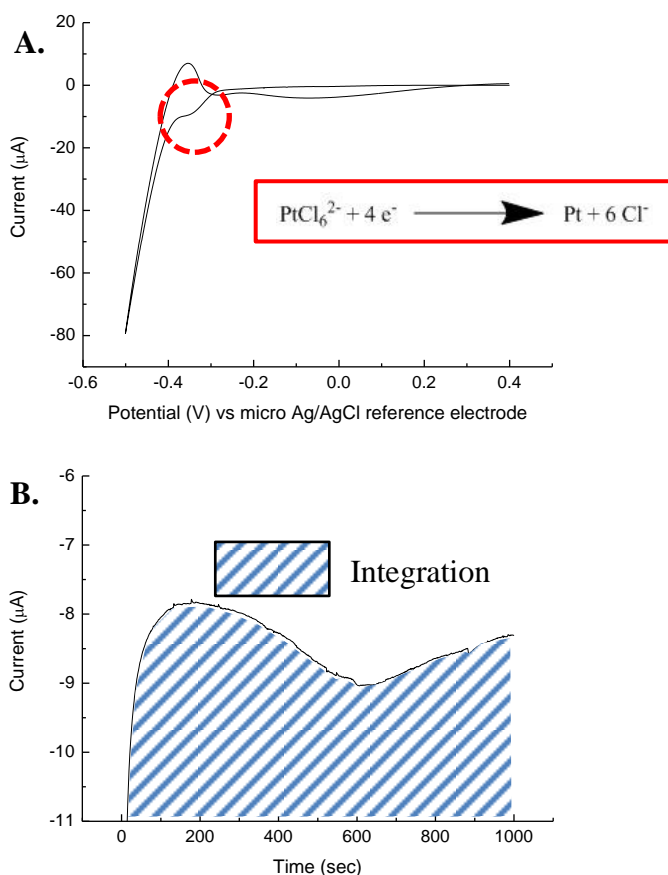 A.
20
0
-20
-40
-60
-80
Current (μA)
PtCl₆²⁻ + 4 e⁻ Pt + 6 Cl⁻
-0.6 -0.4 -0.2 0.0 0.2 0.4
Potential (V) vs micro Ag/AgCl reference electrode
B.
-6
-7
-8
-9
-10
-11
Current (μA)
Integration
0 200 400 600 800 1000
Time (sec)